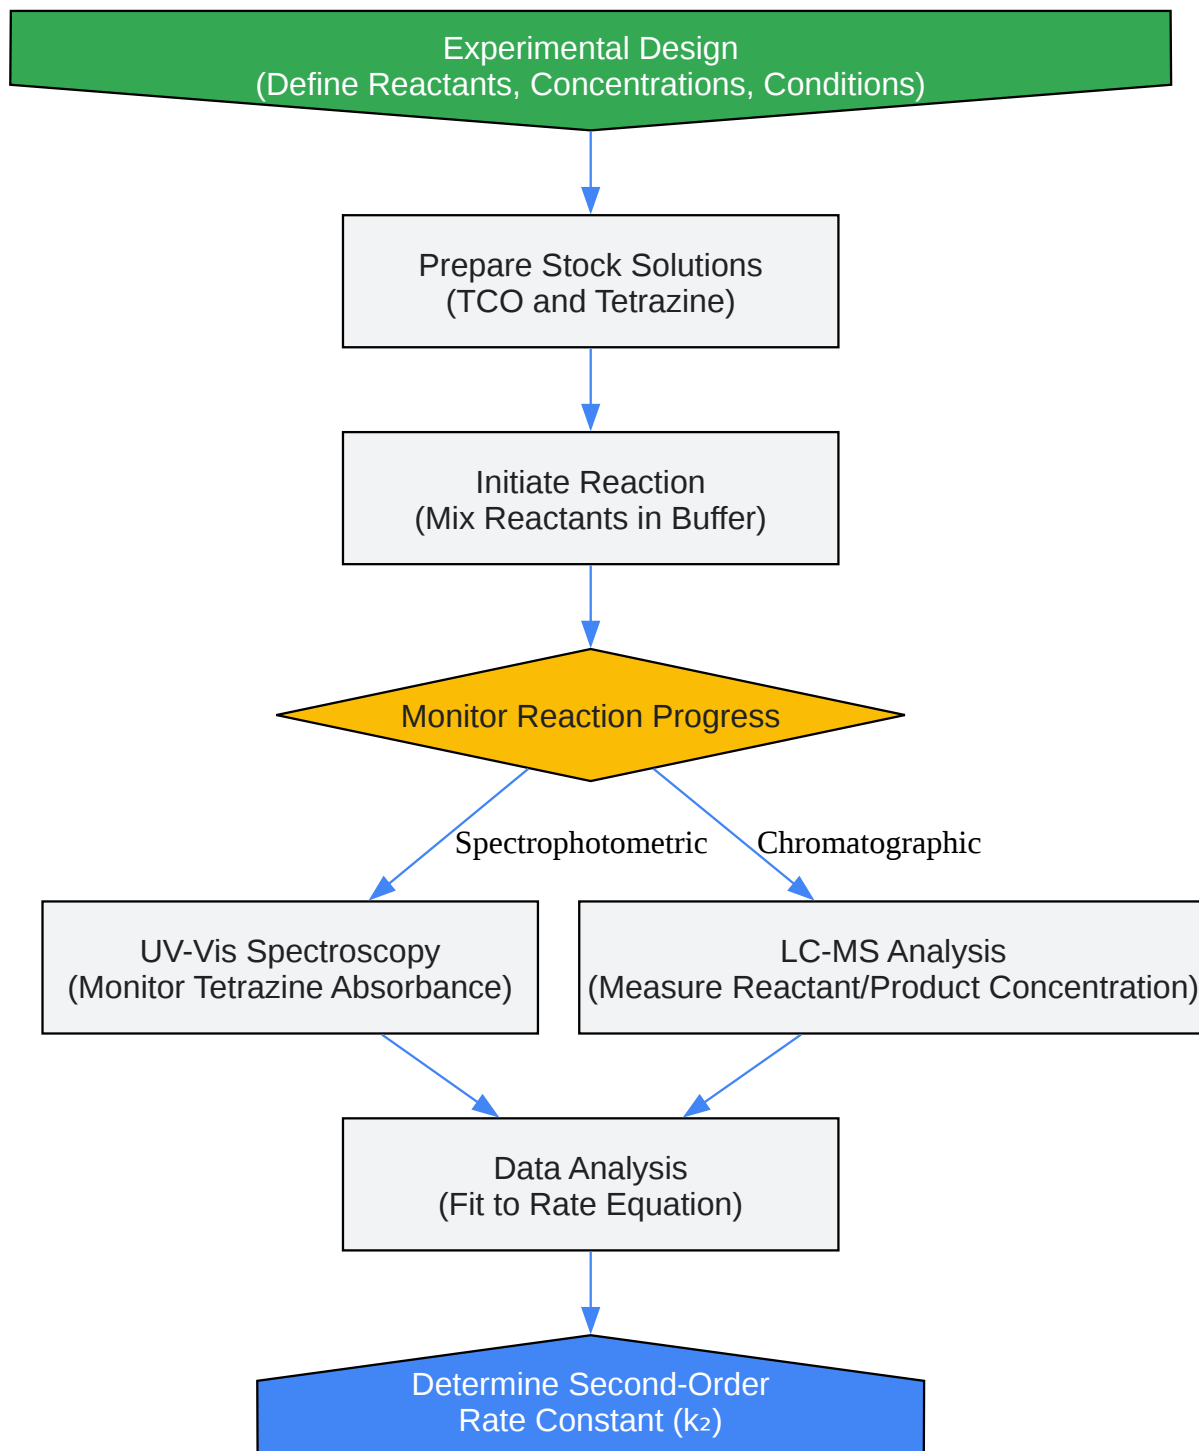 Experimental Design
(Define Reactants, Concentrations, Conditions)
Prepare Stock Solutions
(TCO and Tetrazine)
Initiate Reaction
(Mix Reactants in Buffer)
Monitor Reaction Progress
Spectrophotometric
Chromatographic
UV-Vis Spectroscopy
(Monitor Tetrazine Absorbance)
LC-MS Analysis
(Measure Reactant/Product Concentration)
Data Analysis
(Fit to Rate Equation)
Determine Second-Order
Rate Constant (k₂)